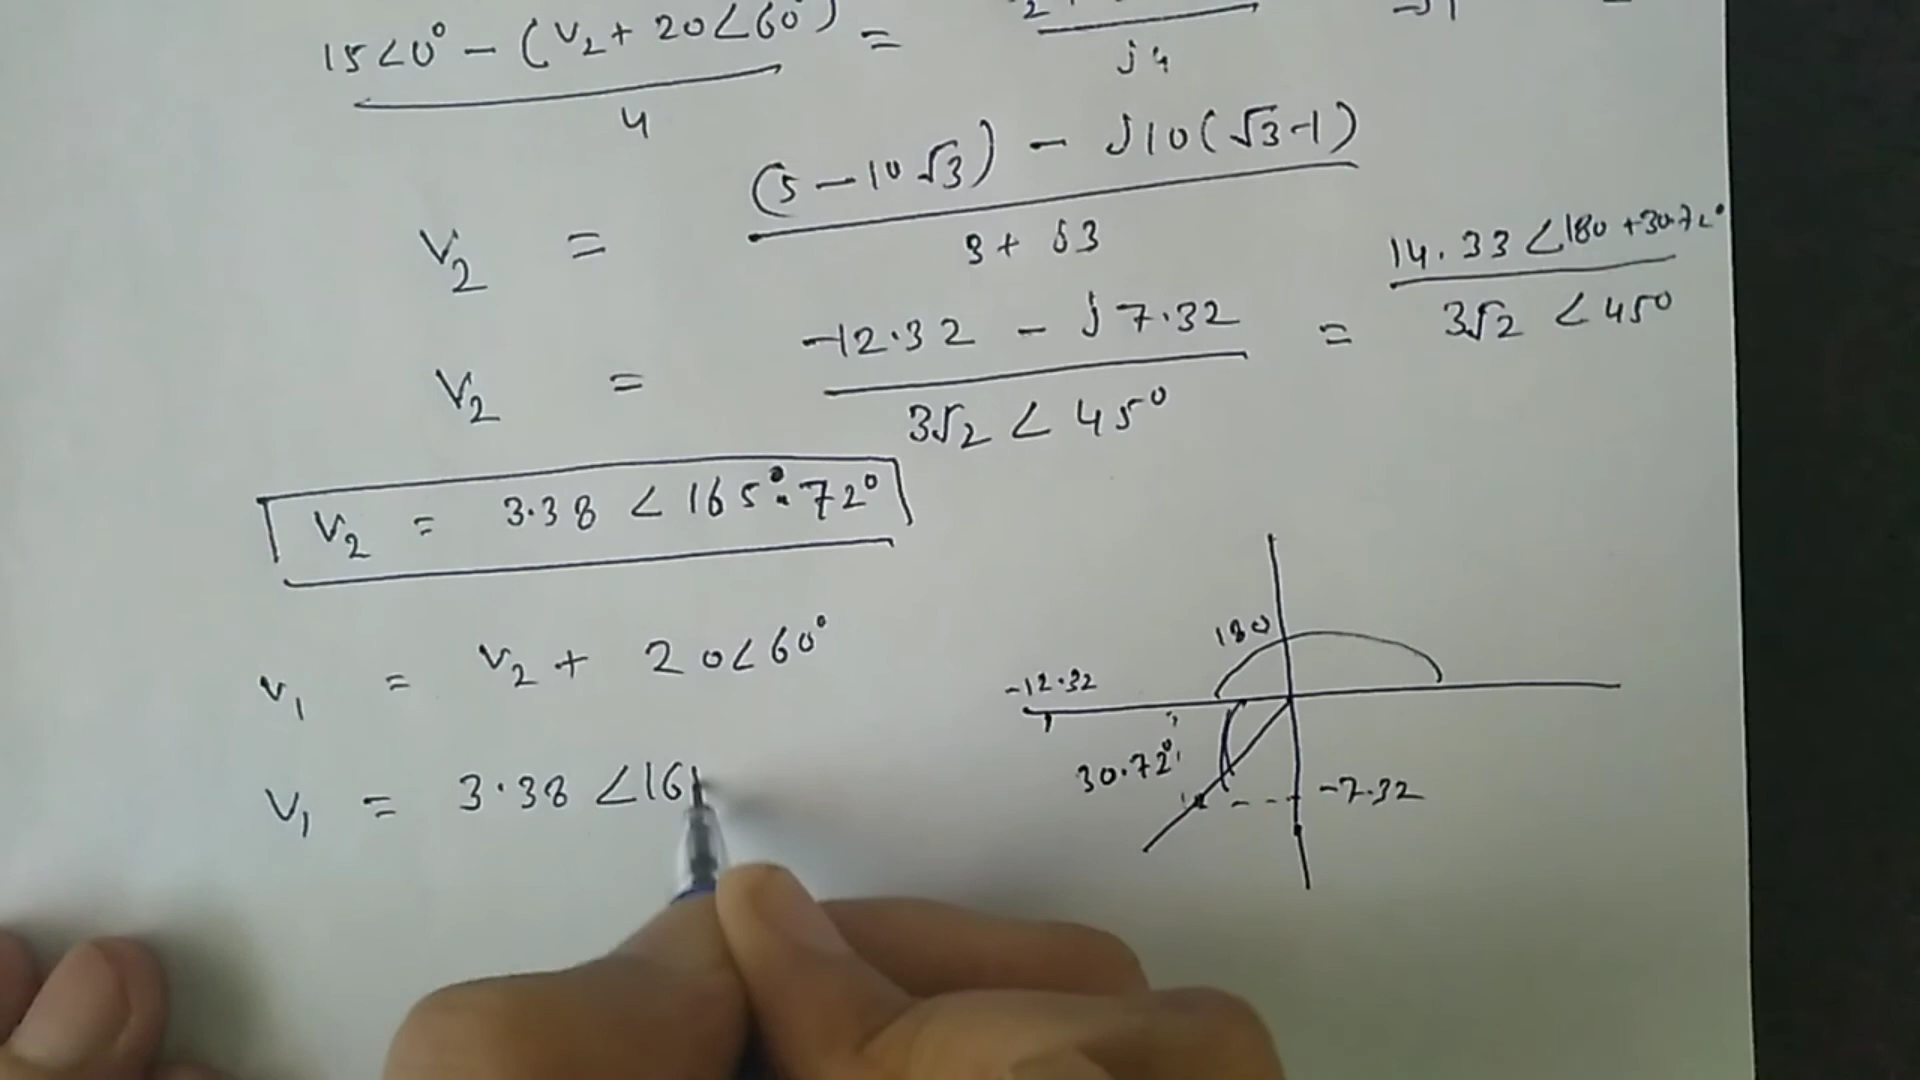 15∠0° − (V₂ + 20∠60°) =
4
j4
V₂ = (5 − 10√3) − j10(√3−1)
3 + j3
V₂ = −12.32 − j7.32 = 14.33∠180+30.72°
3√2 ∠45° 3√2 ∠45°
V₂ = 3.38 ∠165°.72°
V₁ = V₂ + 20∠60°
V₁ = 3.38 ∠16
180
-12.32
30.72°
-7.32